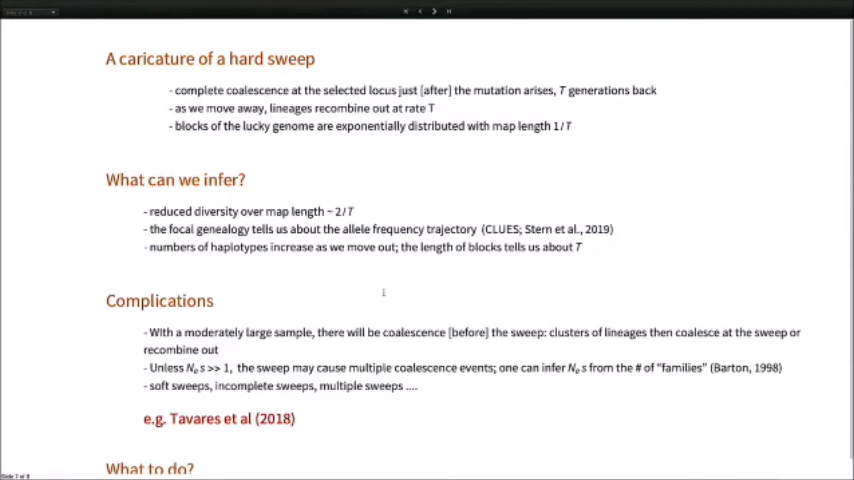 A caricature of a hard sweep
- complete coalescence at the selected locus just [after] the mutation arises, T generations back
- as we move away, lineages recombine out at rate T
- blocks of the lucky genome are exponentially distributed with map length 1/T
What can we infer?
- reduced diversity over map length ~ 2/T
- the focal genealogy tells us about the allele frequency trajectory (CLUES; Stern et al., 2019)
- numbers of haplotypes increase as we move out; the length of blocks tells us about T
Complications
- With a moderately large sample, there will be coalescence [before] the sweep: clusters of lineages then coalesce at the sweep or
recombine out
- Unless Nₑ s >> 1, the sweep may cause multiple coalescence events; one can infer Nₑ s from the # of "families" (Barton, 1998)
- soft sweeps, incomplete sweeps, multiple sweeps ....
e.g. Tavares et al (2018)
What to do?
Slide 7 of 8